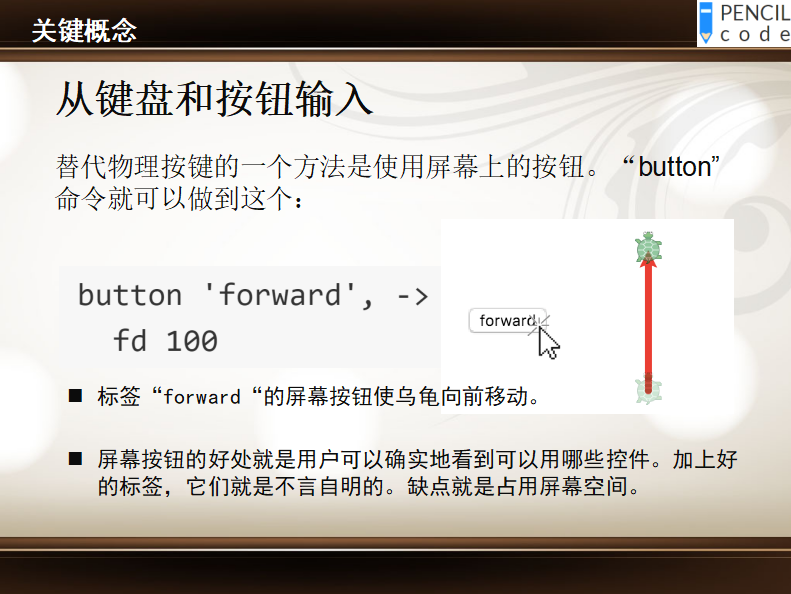 关键概念
PENCIL
code
从键盘和按钮输入
替代物理按键的一个方法是使用屏幕上的按钮。“button”
命令就可以做到这个：
button 'forward', ->
fd 100
forward
标签“forward“的屏幕按钮使乌龟向前移动。
屏幕按钮的好处就是用户可以确实地看到可以用哪些控件。加上好
的标签，它们就是不言自明的。缺点就是占用屏幕空间。